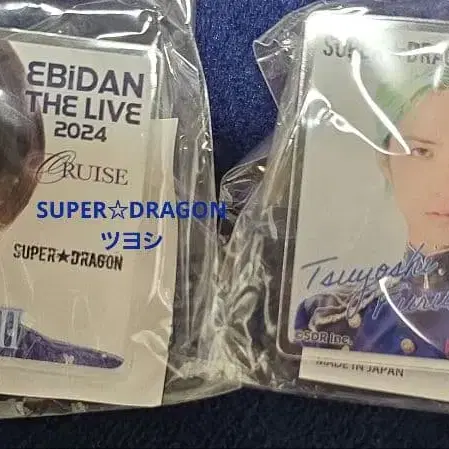 EBiDAN
THE LIVE
2024
CRUISE
SUPER★DRAGON
SUPER☆DRAGON
ツヨシ
SUPER DRAG
Tsuyoshi
©SDR Inc.
MADE IN JAPAN